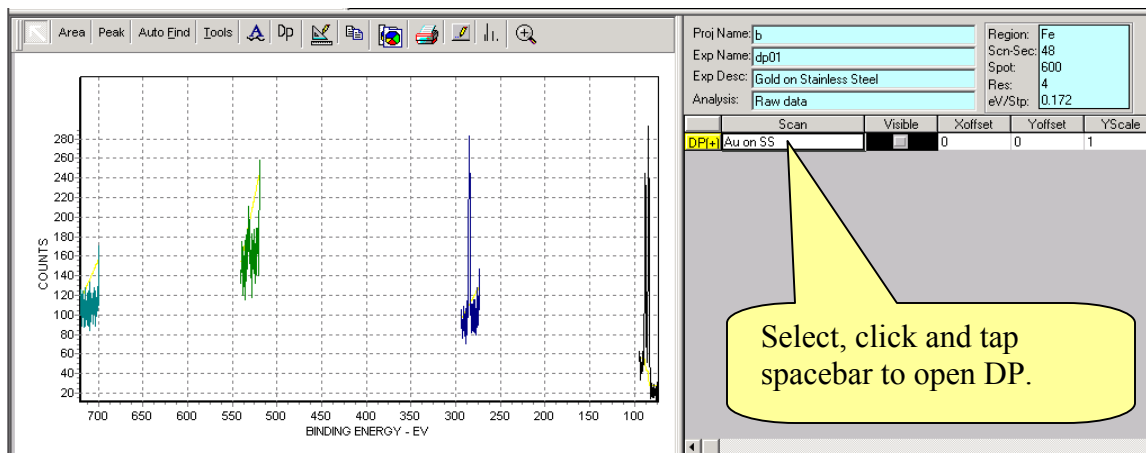 Area Peak Auto Find Tools Dp
280
260
240
220
200
180
160
140
120
100
80
60
40
20
COUNTS
700 650 600 550 500 450 400 350 300 250 200 150 100
BINDING ENERGY - EV
Proj Name: b
Exp Name: dp01
Exp Desc: Gold on Stainless Steel
Analysis: Raw data
Region: Fe
Scn-Sec: 48
Spot: 600
Res: 4
eV/Stp: 0.172
Scan Visible Xoffset Yoffset YScale
DP(+) Au on SS 0 0 1
Select, click and tap
spacebar to open DP.